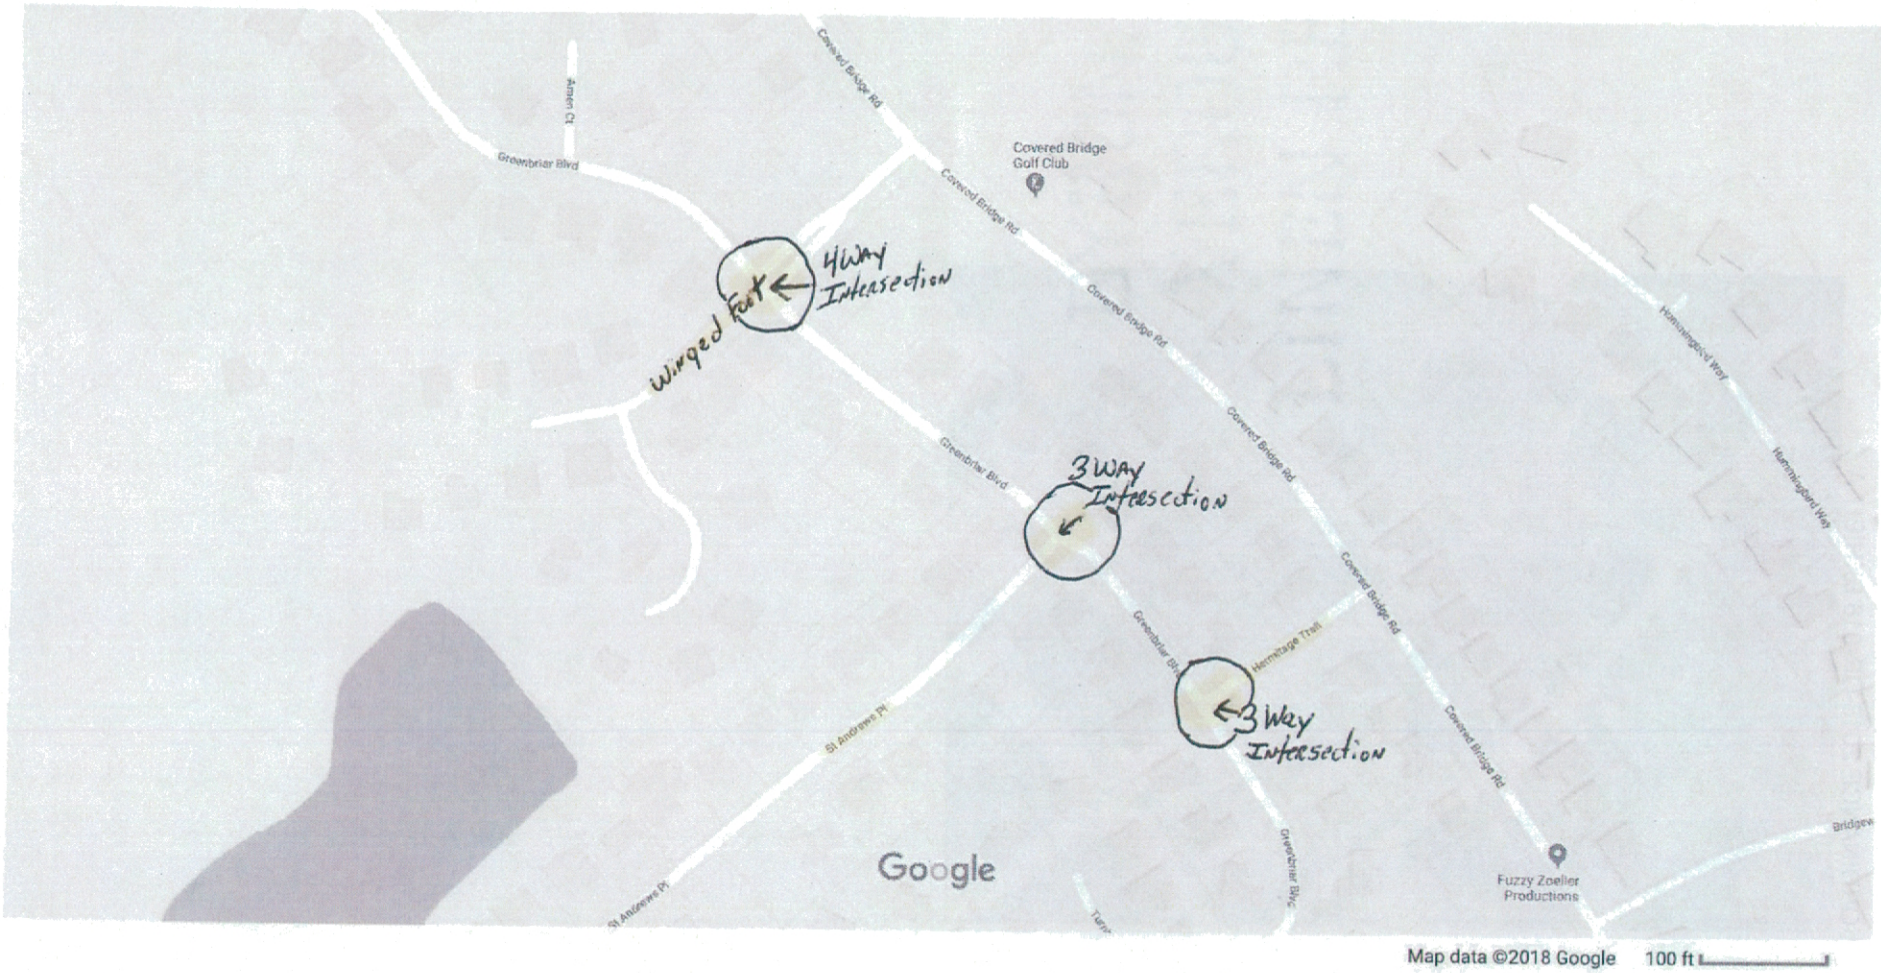 Covered Bridge Rd
Amen Ct
Greenbriar Blvd
Covered Bridge
Golf Club
Covered Bridge Rd
4 Way
Intersection
Winged Foot
Covered Bridge Rd
Hummingbird Way
Covered Bridge Rd
Greenbriar Blvd
3 Way
Intersection
Hummingbird Way
Covered Bridge Rd
Greenbriar Blvd
Hermitage Trail
3 Way
Intersection
St Andrews Pl
Covered Bridge Rd
Greenbriar Blvd
Bridgew
Google
Fuzzy Zoeller
Productions
St Andrews Pl
Turnb
Map data ©2018 Google
100 ft